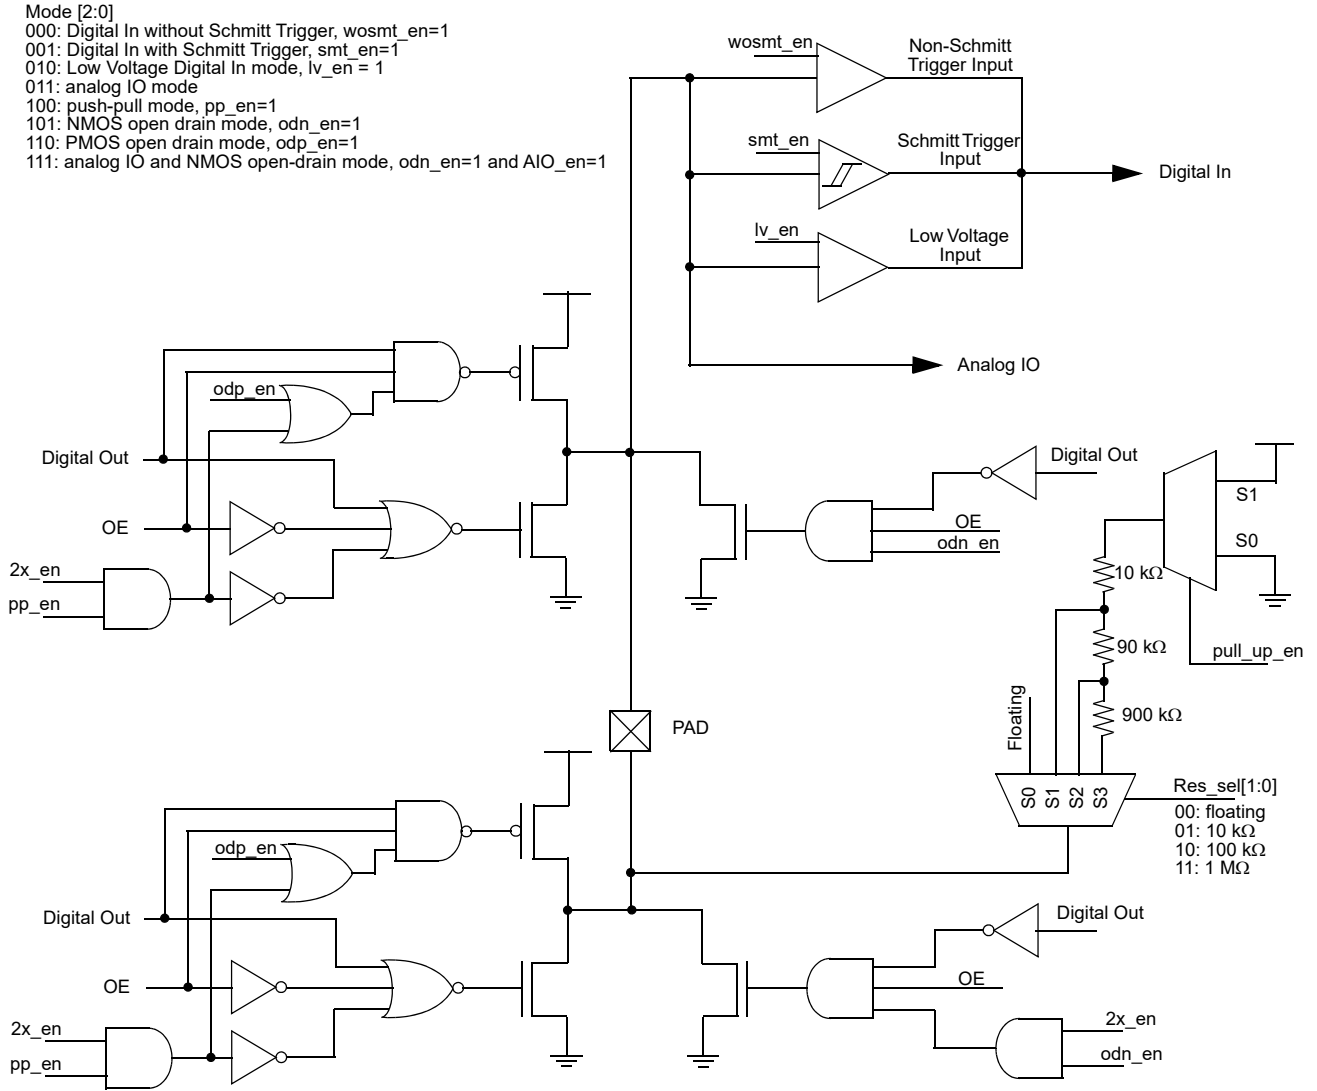 Mode [2:0]
000: Digital In without Schmitt Trigger, wosmt_en=1
001: Digital In with Schmitt Trigger, smt_en=1
010: Low Voltage Digital In mode, lv_en = 1
011: analog IO mode
100: push-pull mode, pp_en=1
101: NMOS open drain mode, odn_en=1
110: PMOS open drain mode, odp_en=1
111: analog IO and NMOS open-drain mode, odn_en=1 and AIO_en=1
wosmt_en
Non-Schmitt
Trigger Input
smt_en
Schmitt Trigger
Input
Digital In
lv_en
Low Voltage
Input
Analog IO
odp_en
Digital Out
OE
2x_en
pp_en
Digital Out
OE
odn_en
S1
S0
10 kΩ
90 kΩ
pull_up_en
900 kΩ
Floating
PAD
S0
S1
S2
S3
Res_sel[1:0]
00: floating
01: 10 kΩ
10: 100 kΩ
11: 1 MΩ
odp_en
Digital Out
OE
2x_en
pp_en
Digital Out
OE
2x_en
odn_en